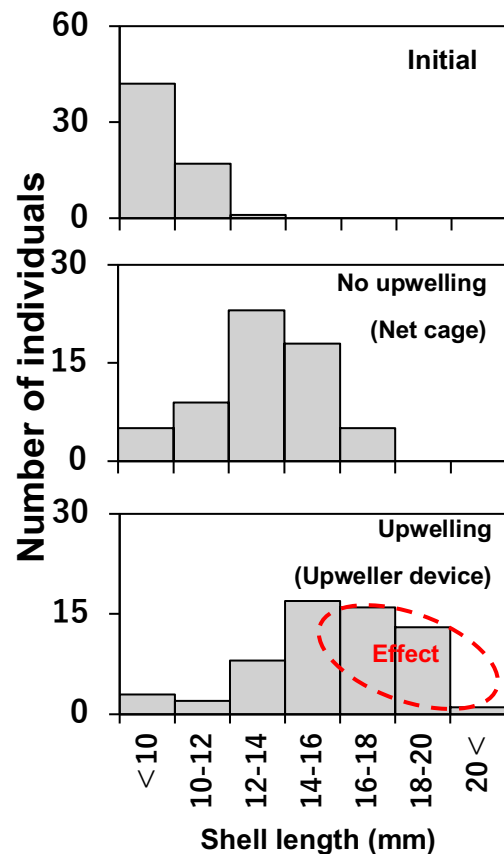 Number of individuals
60
30
0
Initial
30
15
0
No upwelling
(Net cage)
30
15
0
Upwelling
(Upweller device)
Effect
<10
10-12
12-14
14-16
16-18
18-20
20<
Shell length (mm)